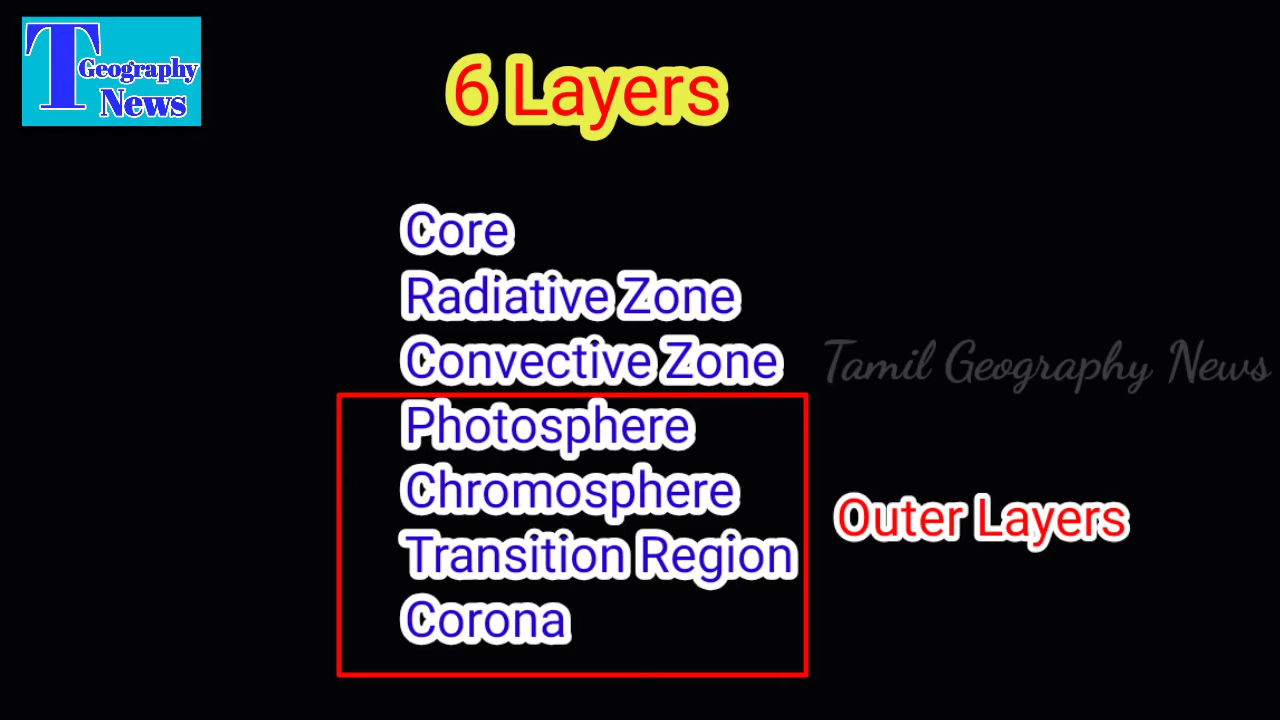 T Geography
News
6 Layers
Core
Radiative Zone
Convective Zone
Tamil Geography News
Photosphere
Chromosphere
Outer Layers
Transition Region
Corona